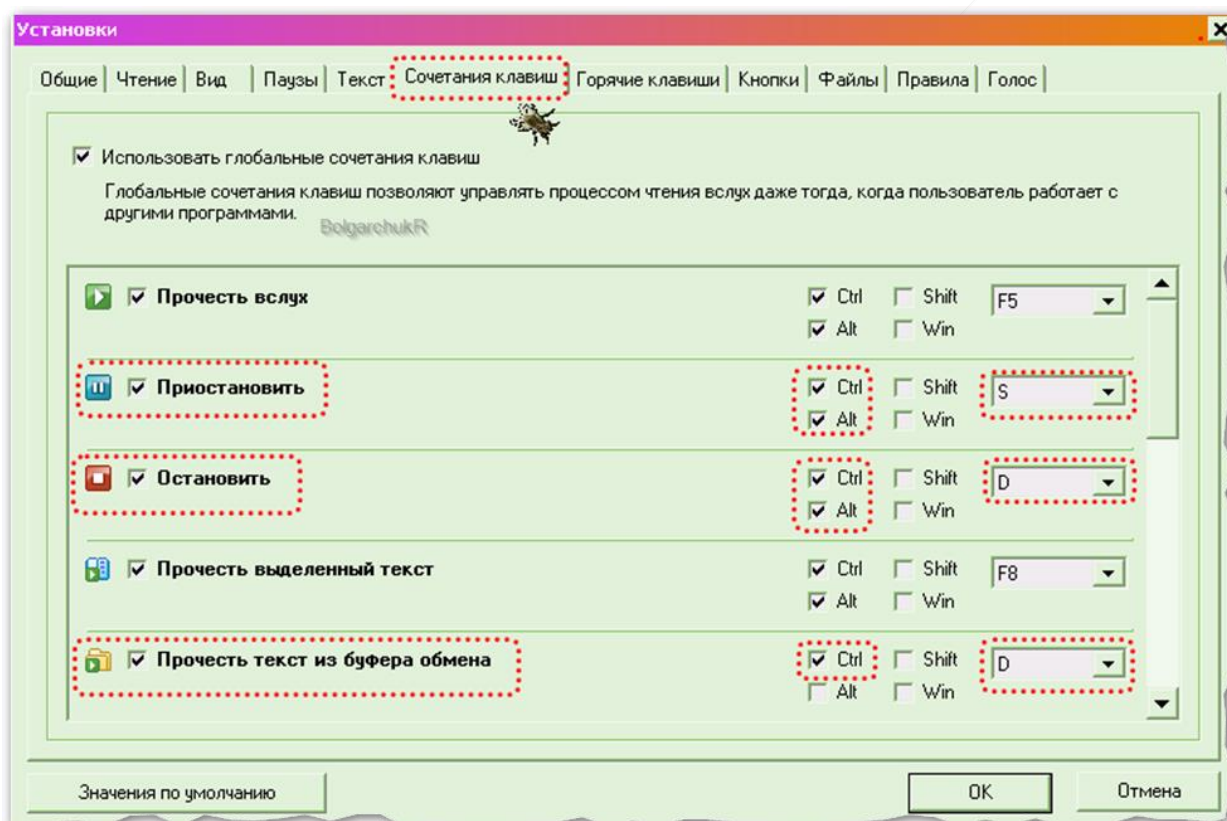 Установки
Общие Чтение Вид Паузы Текст Сочетания клавиш Горячие клавиши Кнопки Файлы Правила Голос
Использовать глобальные сочетания клавиш
Глобальные сочетания клавиш позволяют управлять процессом чтения вслух даже тогда, когда пользователь работает с
другими программами.
BolgarchukR
Прочесть вслух Ctrl Shift F5
Alt Win
Приостановить Ctrl Shift S
Alt Win
Остановить Ctrl Shift D
Alt Win
Прочесть выделенный текст Ctrl Shift F8
Alt Win
Прочесть текст из буфера обмена Ctrl Shift D
Alt Win
Значения по умолчанию OK Отмена